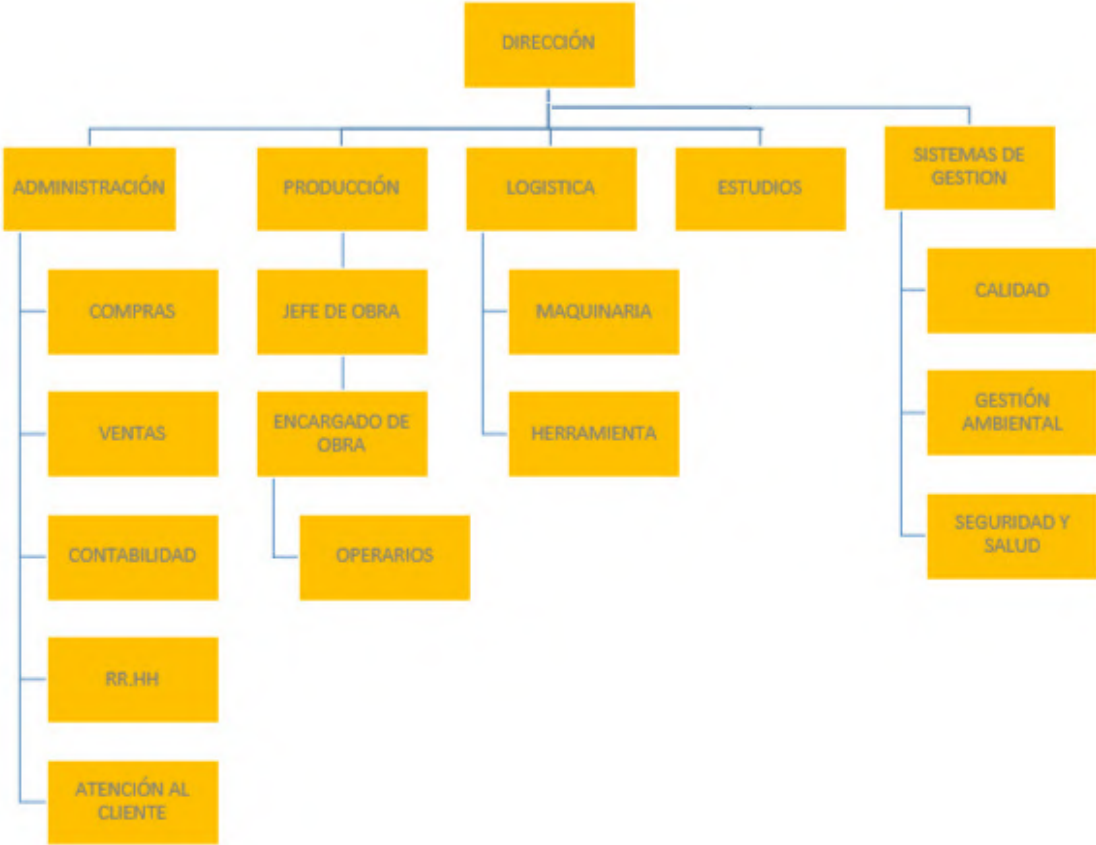 DIRECCIÓN
ADMINISTRACIÓN
PRODUCCIÓN
LOGISTICA
ESTUDIOS
SISTEMAS DE
GESTION
COMPRAS
JEFE DE OBRA
MAQUINARIA
CALIDAD
VENTAS
ENCARGADO DE
OBRA
HERRAMIENTA
GESTIÓN
AMBIENTAL
CONTABILIDAD
OPERARIOS
SEGURIDAD Y
SALUD
RR.HH
ATENCIÓN AL
CLIENTE